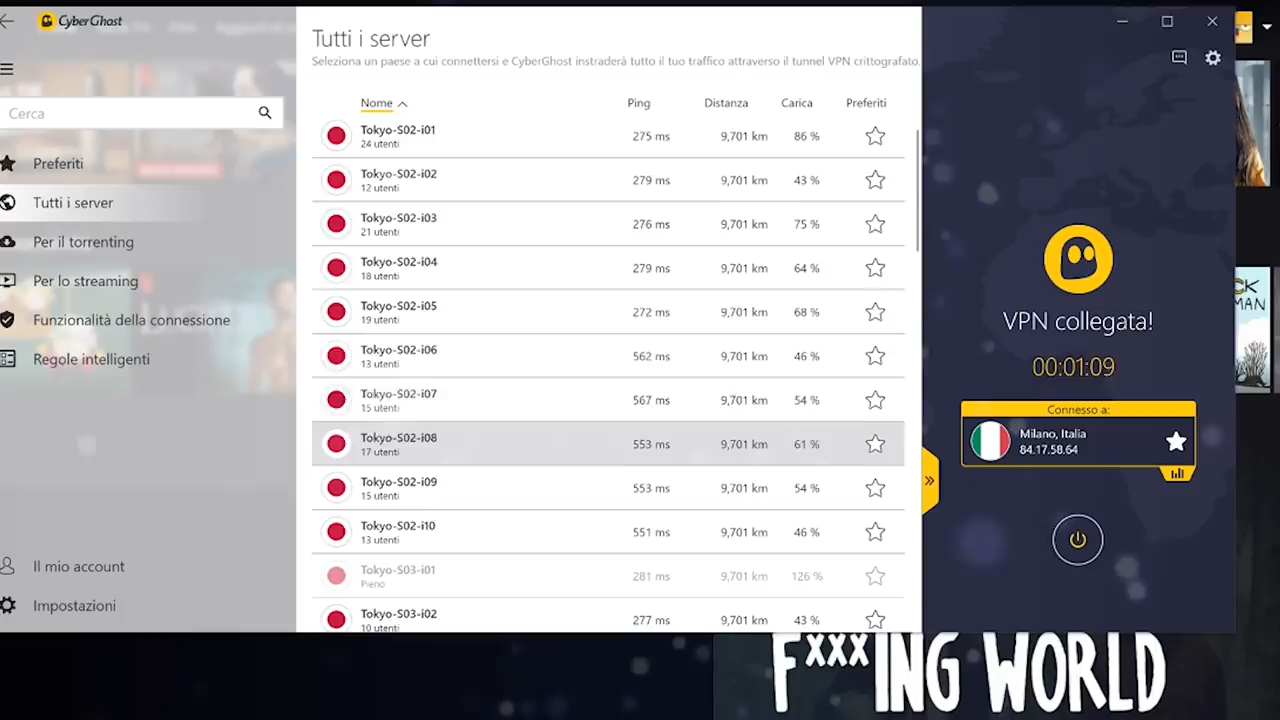 CyberGhost
Cerca
Preferiti
Tutti i server
Per il torrenting
Per lo streaming
Funzionalità della connessione
Regole intelligenti
Il mio account
Impostazioni
Tutti i server
Seleziona un paese a cui connettersi e CyberGhost instraderà tutto il tuo traffico attraverso il tunnel VPN crittografato.
Nome Ping Distanza Carica Preferiti
Tokyo-S02-i01 275 ms 9,701 km 86 %
24 utenti
Tokyo-S02-i02 279 ms 9,701 km 43 %
12 utenti
Tokyo-S02-i03 276 ms 9,701 km 75 %
21 utenti
Tokyo-S02-i04 279 ms 9,701 km 64 %
18 utenti
Tokyo-S02-i05 272 ms 9,701 km 68 %
19 utenti
Tokyo-S02-i06 562 ms 9,701 km 46 %
13 utenti
Tokyo-S02-i07 567 ms 9,701 km 54 %
15 utenti
Tokyo-S02-i08 553 ms 9,701 km 61 %
17 utenti
Tokyo-S02-i09 553 ms 9,701 km 54 %
15 utenti
Tokyo-S02-i10 551 ms 9,701 km 46 %
13 utenti
Tokyo-S03-i01 281 ms 9,701 km 126 %
Pieno
Tokyo-S03-i02 277 ms 9,701 km 43 %
10 utenti
VPN collegata!
00:01:09
Connesso a:
Milano, Italia
84.17.58.64
CK
MAN
F***ING WORLD